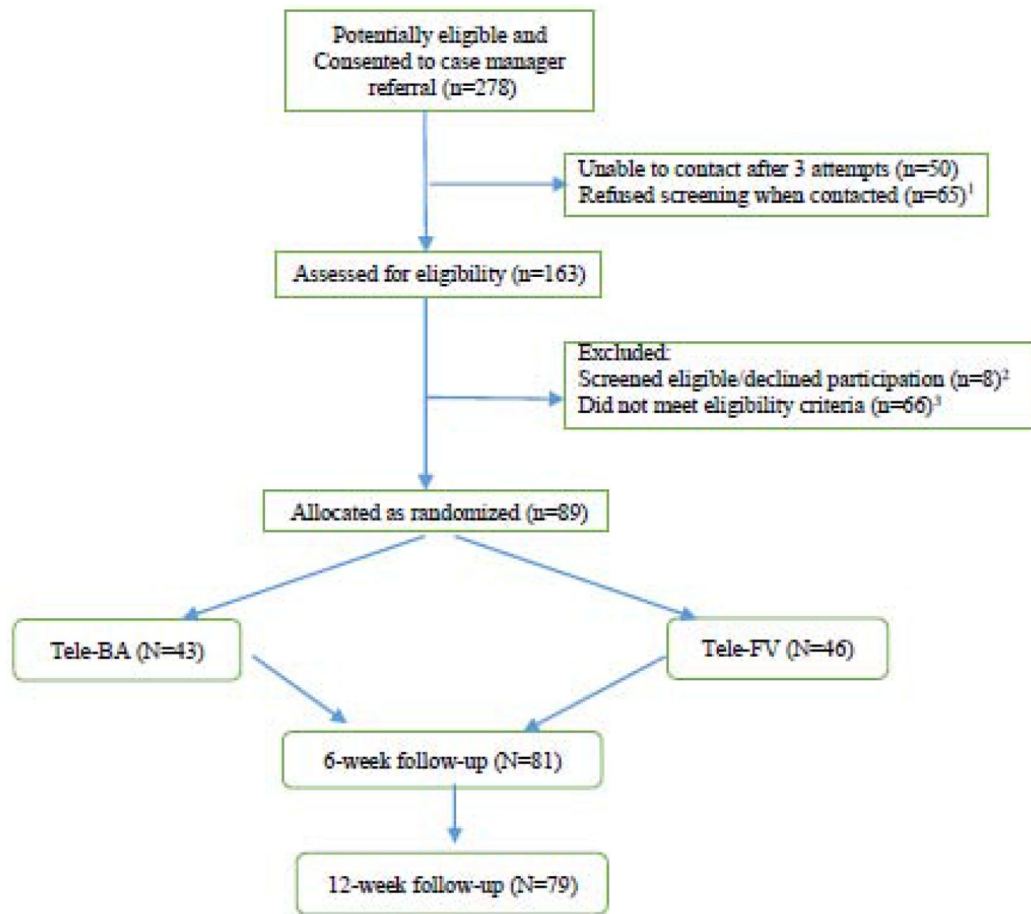 Potentially eligible and
Consented to case manager
referral (n=278)
Unable to contact after 3 attempts (n=50)
Refused screening when contacted (n=65)¹
Assessed for eligibility (n=163)
Excluded:
Screened eligible/declined participation (n=8)²
Did not meet eligibility criteria (n=66)³
Allocated as randomized (n=89)
Tele-BA (N=43)
Tele-FV (N=46)
6-week follow-up (N=81)
12-week follow-up (N=79)